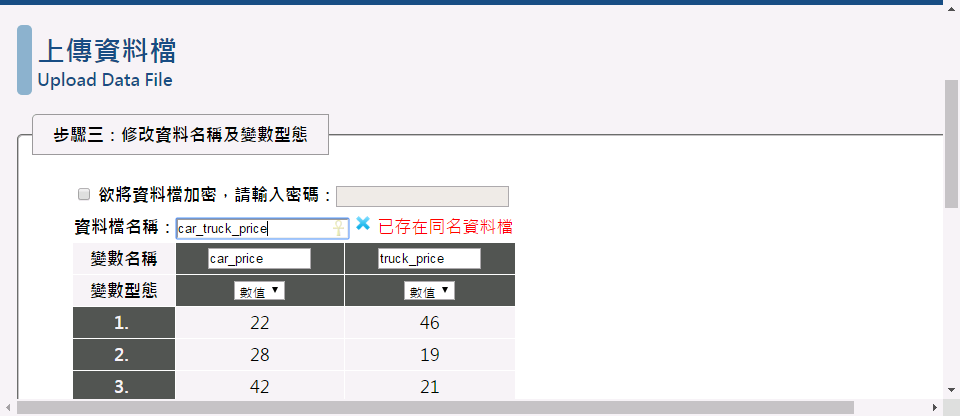 上傳資料檔
Upload Data File
步驟三：修改資料名稱及變數型態
欲將資料檔加密，請輸入密碼：
資料檔名稱：car_truck_price 已存在同名資料檔
變數名稱 car_price truck_price
變數型態 數值 數值
1. 22 46
2. 28 19
3. 42 21